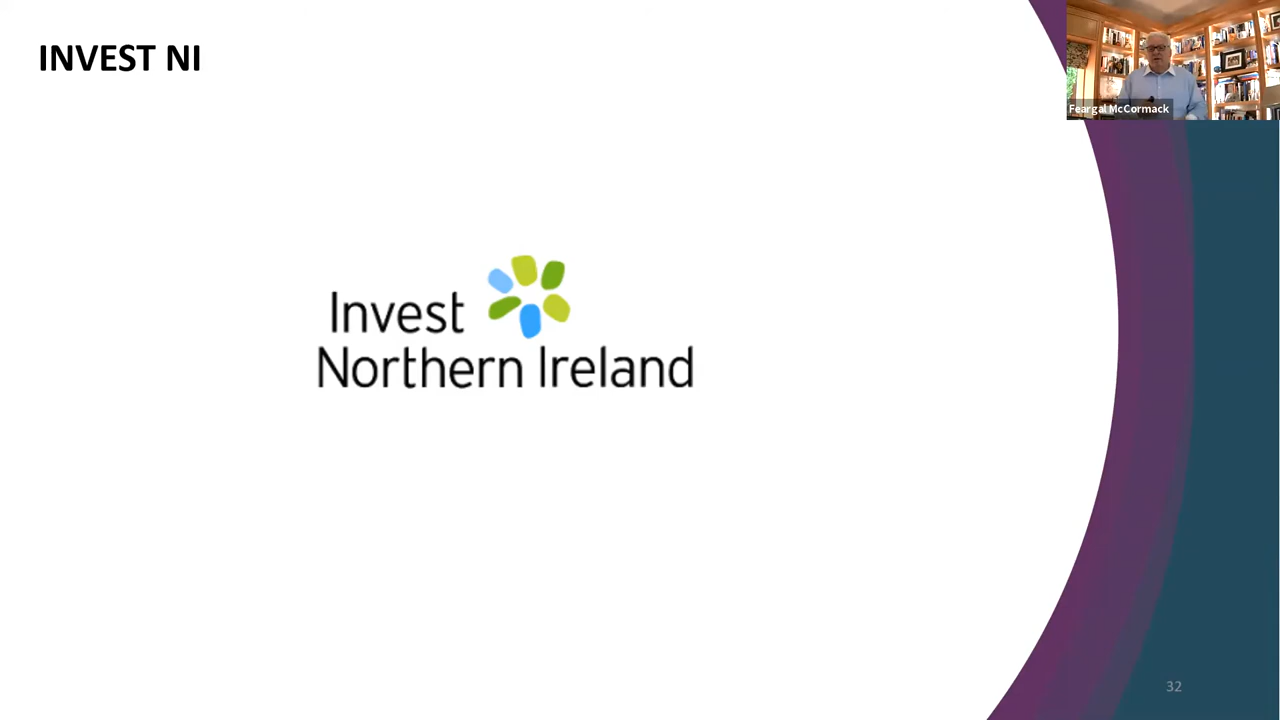 INVEST NI
Feargal McCormack
Invest
Northern Ireland
32